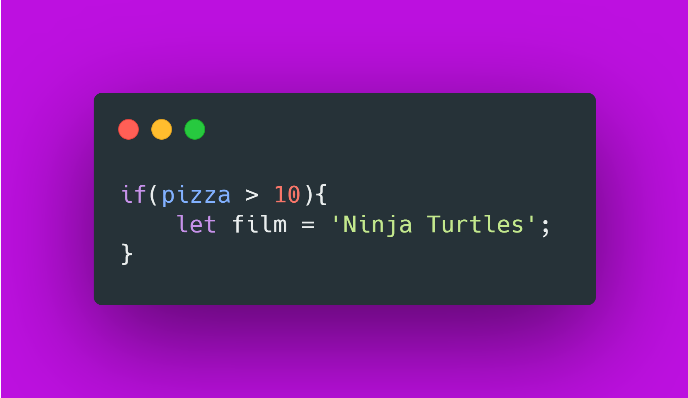 if(pizza > 10){
    let film = 'Ninja Turtles';
}